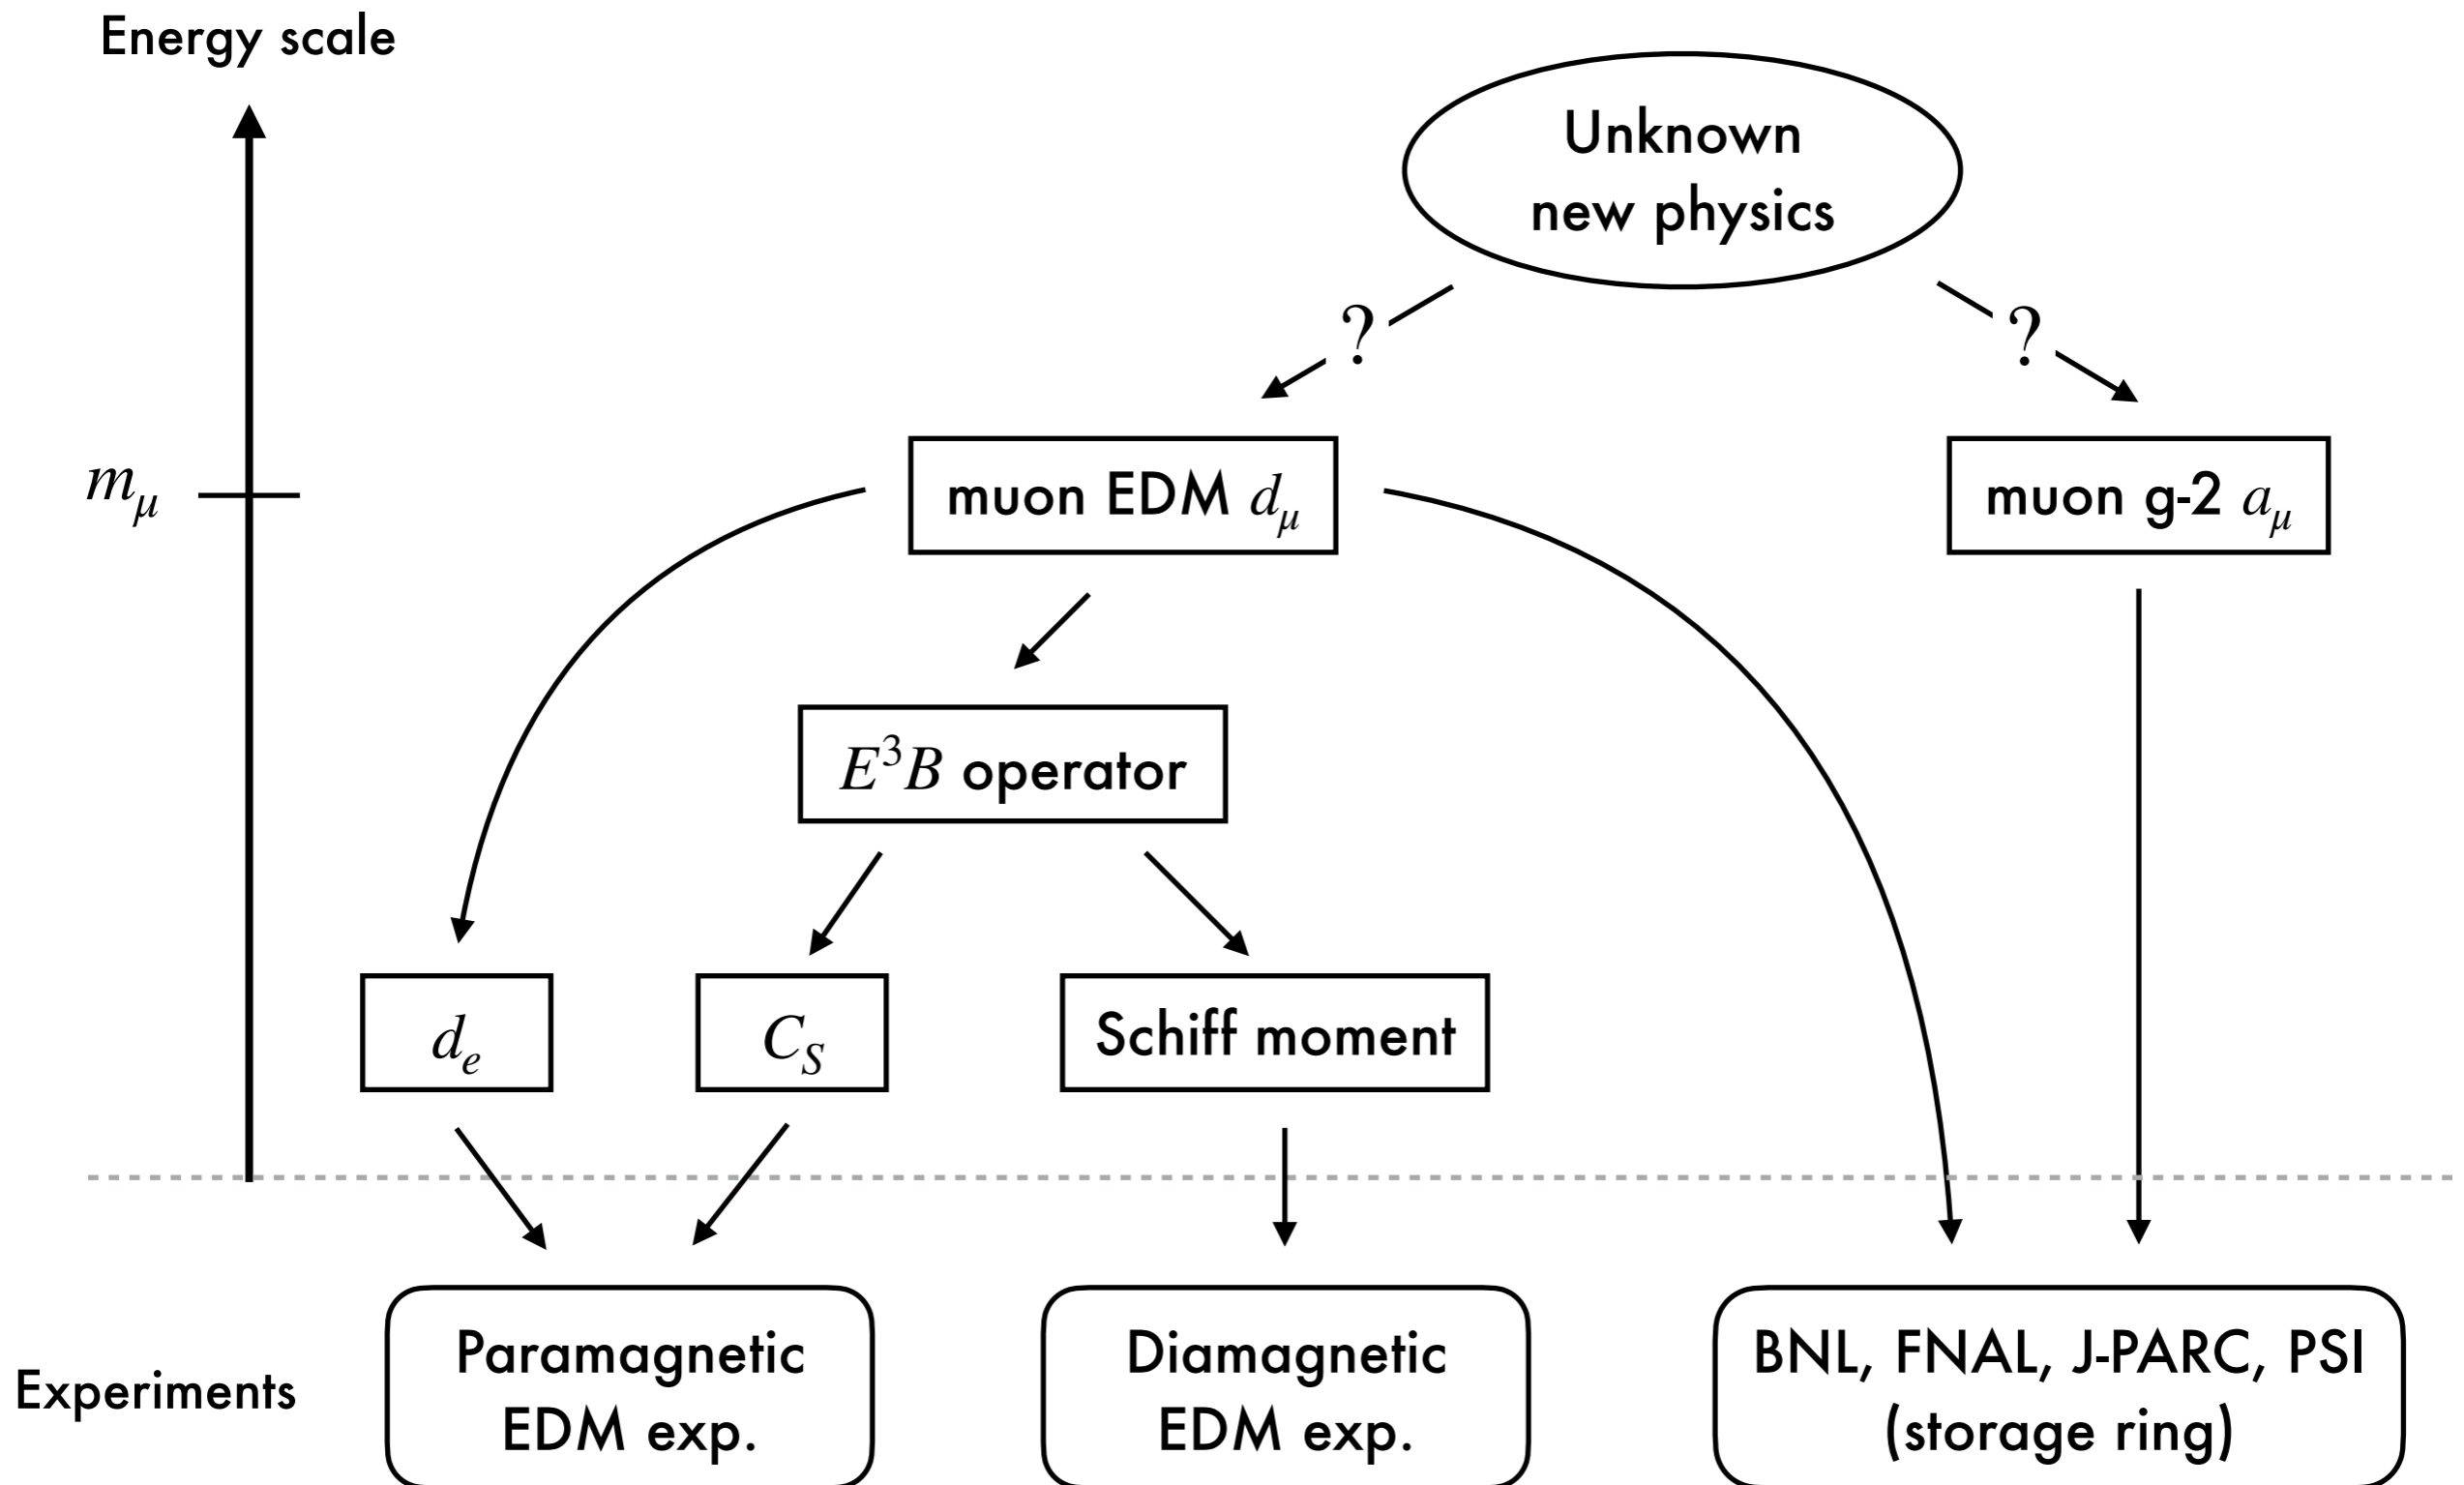 Energy scale
Unknown
new physics
?
?
m_μ
muon EDM d_μ
muon g-2 a_μ
E³B operator
d_e
C_S
Schiff moment
Experiments
Paramagnetic
EDM exp.
Diamagnetic
EDM exp.
BNL, FNAL, J-PARC, PSI
(storage ring)